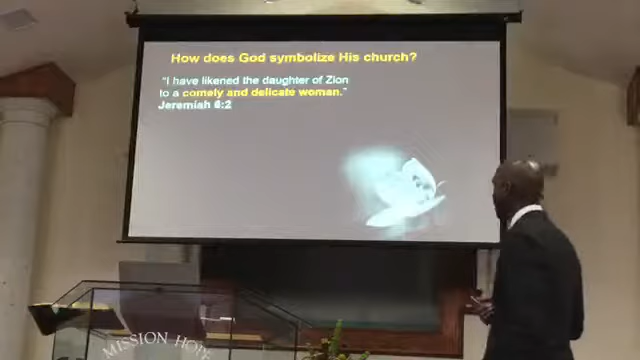 How does God symbolize His church?
"I have likened the daughter of Zion
to a comely and delicate woman."
Jeremiah 6:2
MISSION HOPE